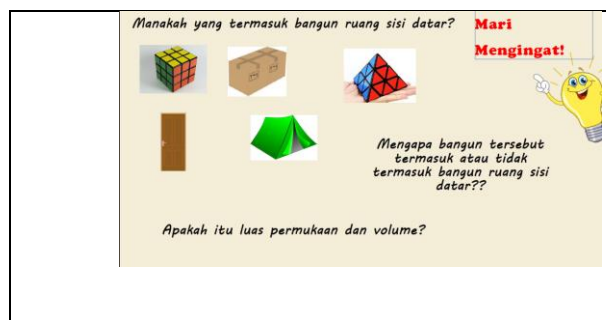 Manakah yang termasuk bangun ruang sisi datar?
Mari
Mengingat!
Mengapa bangun tersebut
termasuk atau tidak
termasuk bangun ruang sisi
datar??
Apakah itu luas permukaan dan volume?